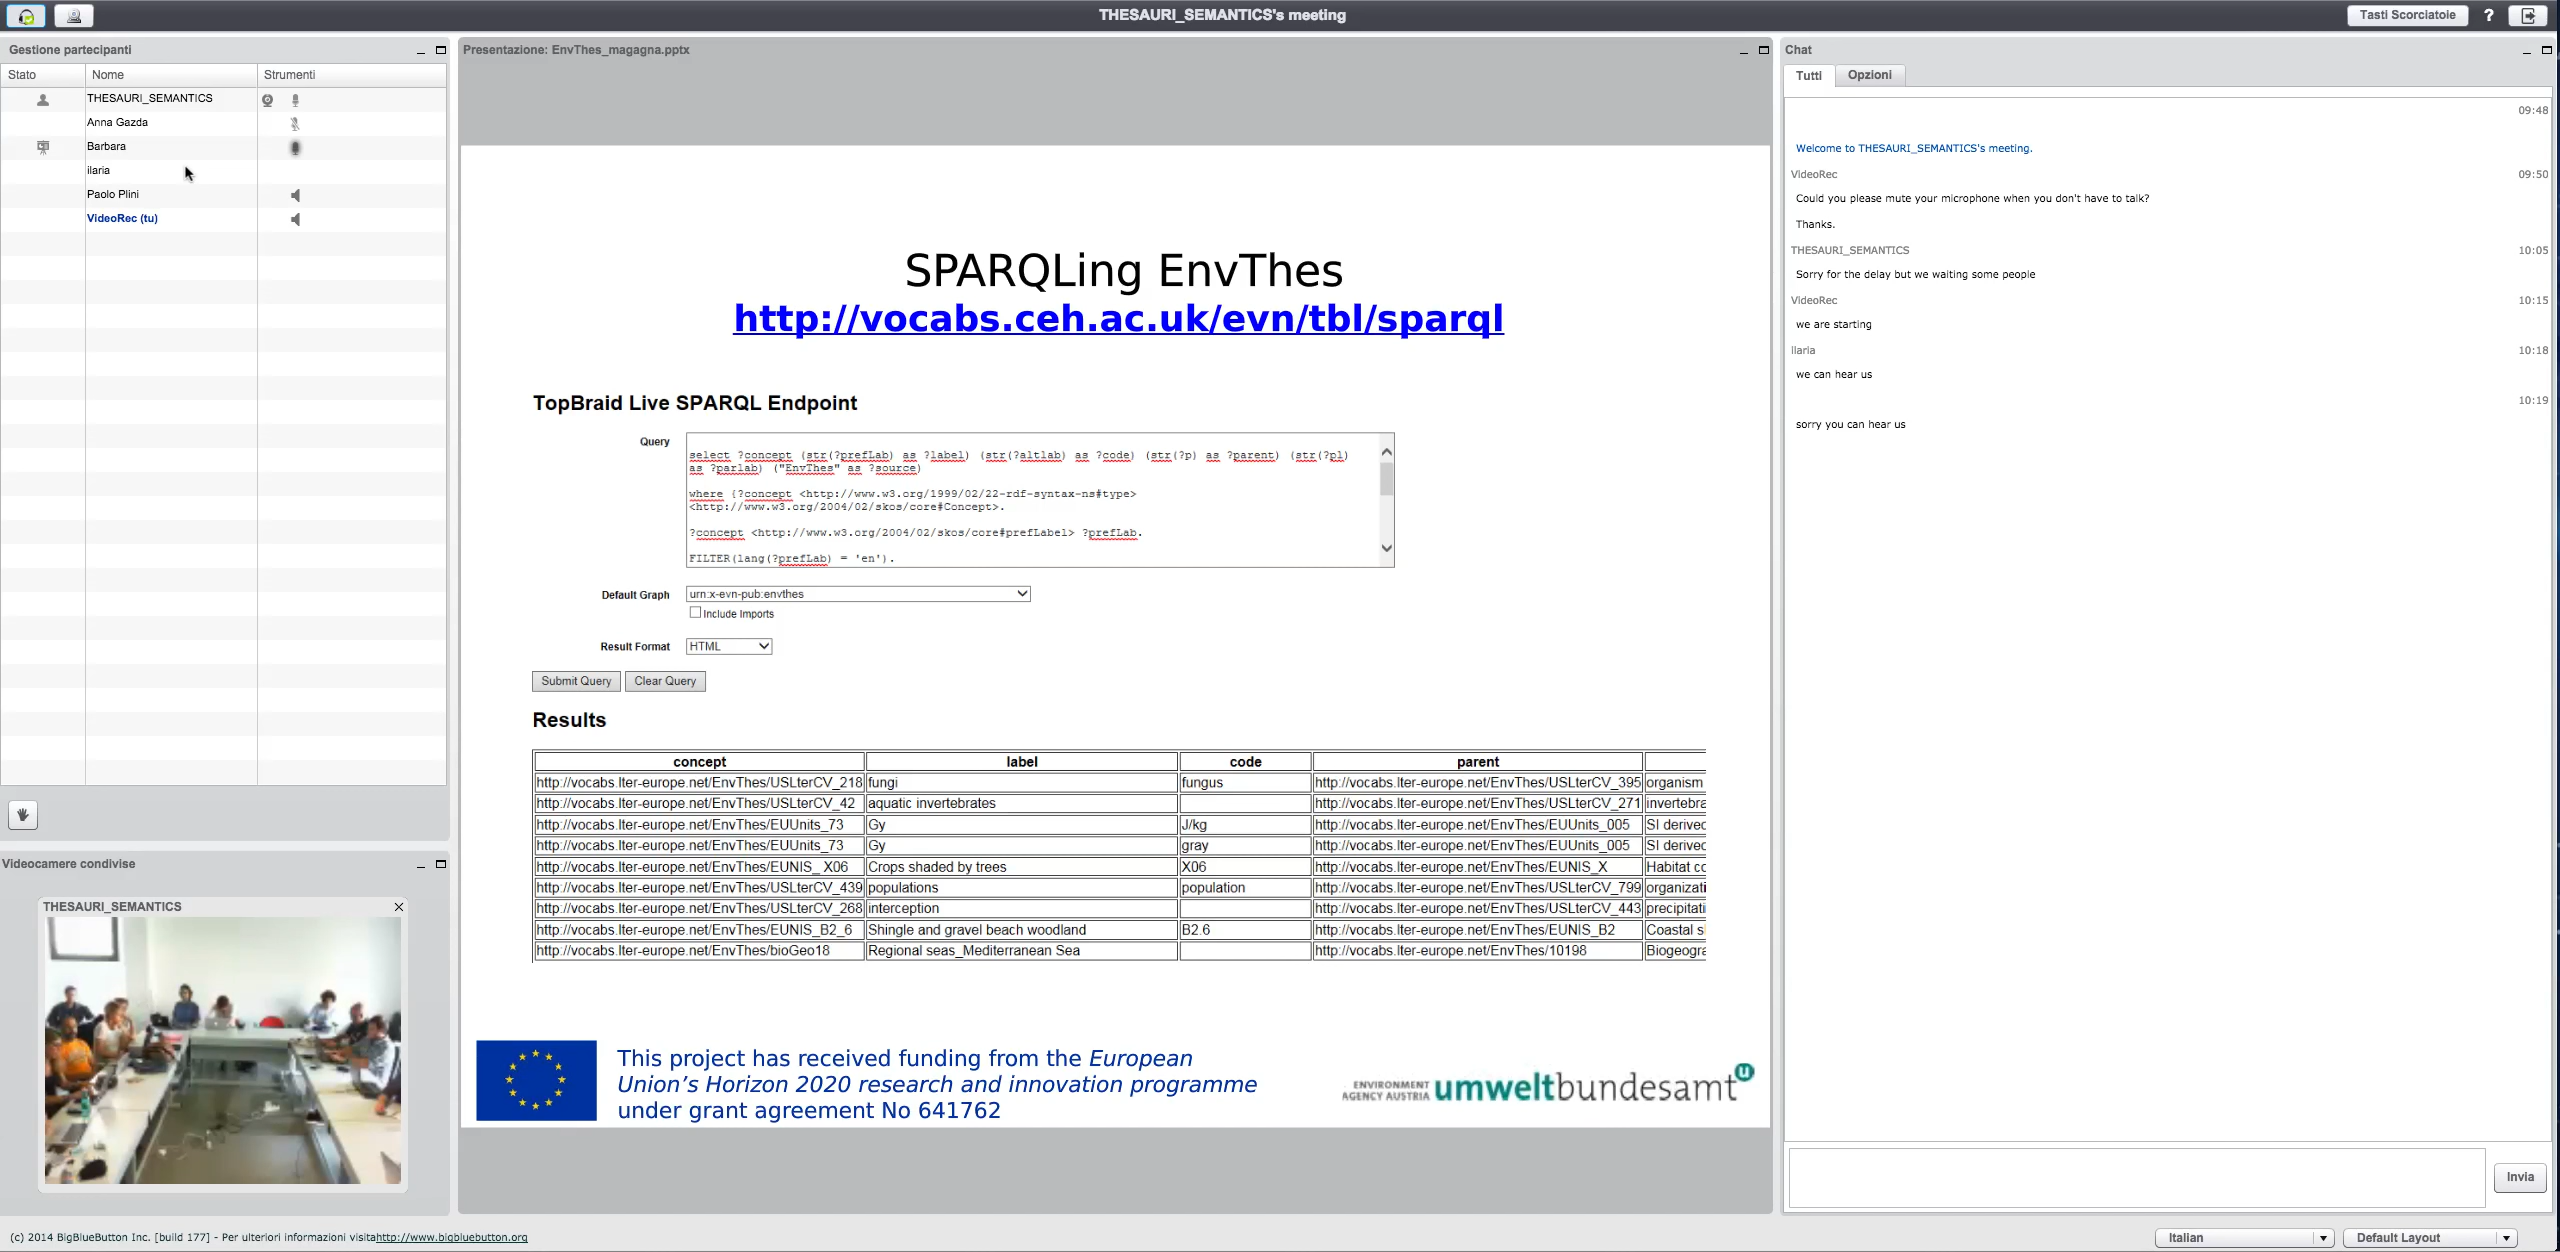 THESAURI_SEMANTICS's meeting
Tasti Scorciatoie
?
Gestione partecipanti
Stato Nome Strumenti
THESAURI_SEMANTICS
Anna Gazda
Barbara
ilaria
Paolo Plini
VideoRec (tu)
Videocamere condivise
THESAURI_SEMANTICS
Presentazione: EnvThes_magagna.pptx
SPARQLing EnvThes
http://vocabs.ceh.ac.uk/evn/tbl/sparql
TopBraid Live SPARQL Endpoint
Query
select ?concept (str(?prefLab) as ?label) (str(?altlab) as ?code) (str(?p) as ?parent) (str(?pl)
as ?parlab) ("EnvThes" as ?source)
where {?concept <http://www.w3.org/1999/02/22-rdf-syntax-ns#type>
<http://www.w3.org/2004/02/skos/core#Concept>.
?concept <http://www.w3.org/2004/02/skos/core#prefLabel> ?prefLab.
FILTER(lang(?prefLab) = 'en').
Default Graph urn:x-evn-pub:envthes
Include Imports
Result Format HTML
Submit Query Clear Query
Results
concept label code parent
http://vocabs.lter-europe.net/EnvThes/USLterCV_218 fungi fungus http://vocabs.lter-europe.net/EnvThes/USLterCV_395 organism
http://vocabs.lter-europe.net/EnvThes/USLterCV_42 aquatic invertebrates http://vocabs.lter-europe.net/EnvThes/USLterCV_271 invertebra
http://vocabs.lter-europe.net/EnvThes/EUUnits_73 Gy J/kg http://vocabs.lter-europe.net/EnvThes/EUUnits_005 SI derived
http://vocabs.lter-europe.net/EnvThes/EUUnits_73 Gy gray http://vocabs.lter-europe.net/EnvThes/EUUnits_005 SI derived
http://vocabs.lter-europe.net/EnvThes/EUNIS_X06 Crops shaded by trees X06 http://vocabs.lter-europe.net/EnvThes/EUNIS_X Habitat co
http://vocabs.lter-europe.net/EnvThes/USLterCV_439 populations population http://vocabs.lter-europe.net/EnvThes/USLterCV_799 organizati
http://vocabs.lter-europe.net/EnvThes/USLterCV_268 interception http://vocabs.lter-europe.net/EnvThes/USLterCV_443 precipitati
http://vocabs.lter-europe.net/EnvThes/EUNIS_B2_6 Shingle and gravel beach woodland B2.6 http://vocabs.lter-europe.net/EnvThes/EUNIS_B2 Coastal s
http://vocabs.lter-europe.net/EnvThes/bioGeo18 Regional seas_Mediterranean Sea http://vocabs.lter-europe.net/EnvThes/10198 Biogeogra
This project has received funding from the European
Union’s Horizon 2020 research and innovation programme
under grant agreement No 641762
ENVIRONMENT
AGENCY AUSTRIA umweltbundesamt u
Chat
Tutti Opzioni
09:48
Welcome to THESAURI_SEMANTICS's meeting.
VideoRec 09:50
Could you please mute your microphone when you don't have to talk?
Thanks.
THESAURI_SEMANTICS 10:05
Sorry for the delay but we waiting some people
VideoRec 10:15
we are starting
ilaria 10:18
we can hear us
10:19
sorry you can hear us
Invia
(c) 2014 BigBlueButton Inc. [build 177] - Per ulteriori informazioni visitahttp://www.bigbluebutton.org
Italian
Default Layout